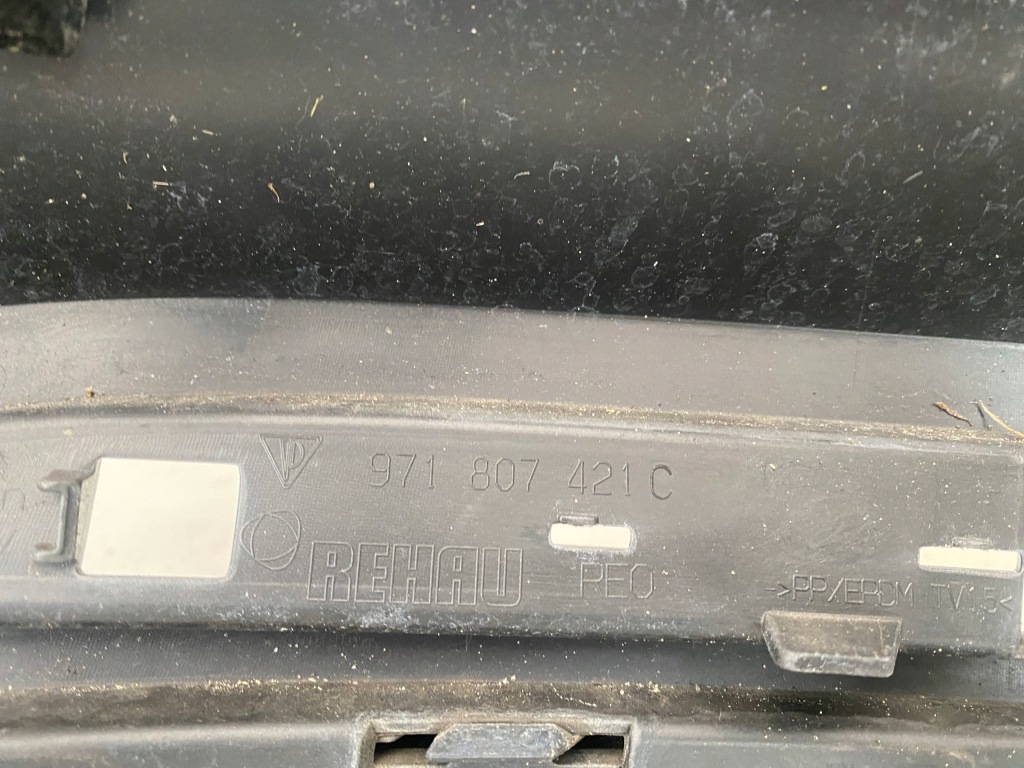 971 807 421 C
REHAU PEO
>PP/EPDM TV15<